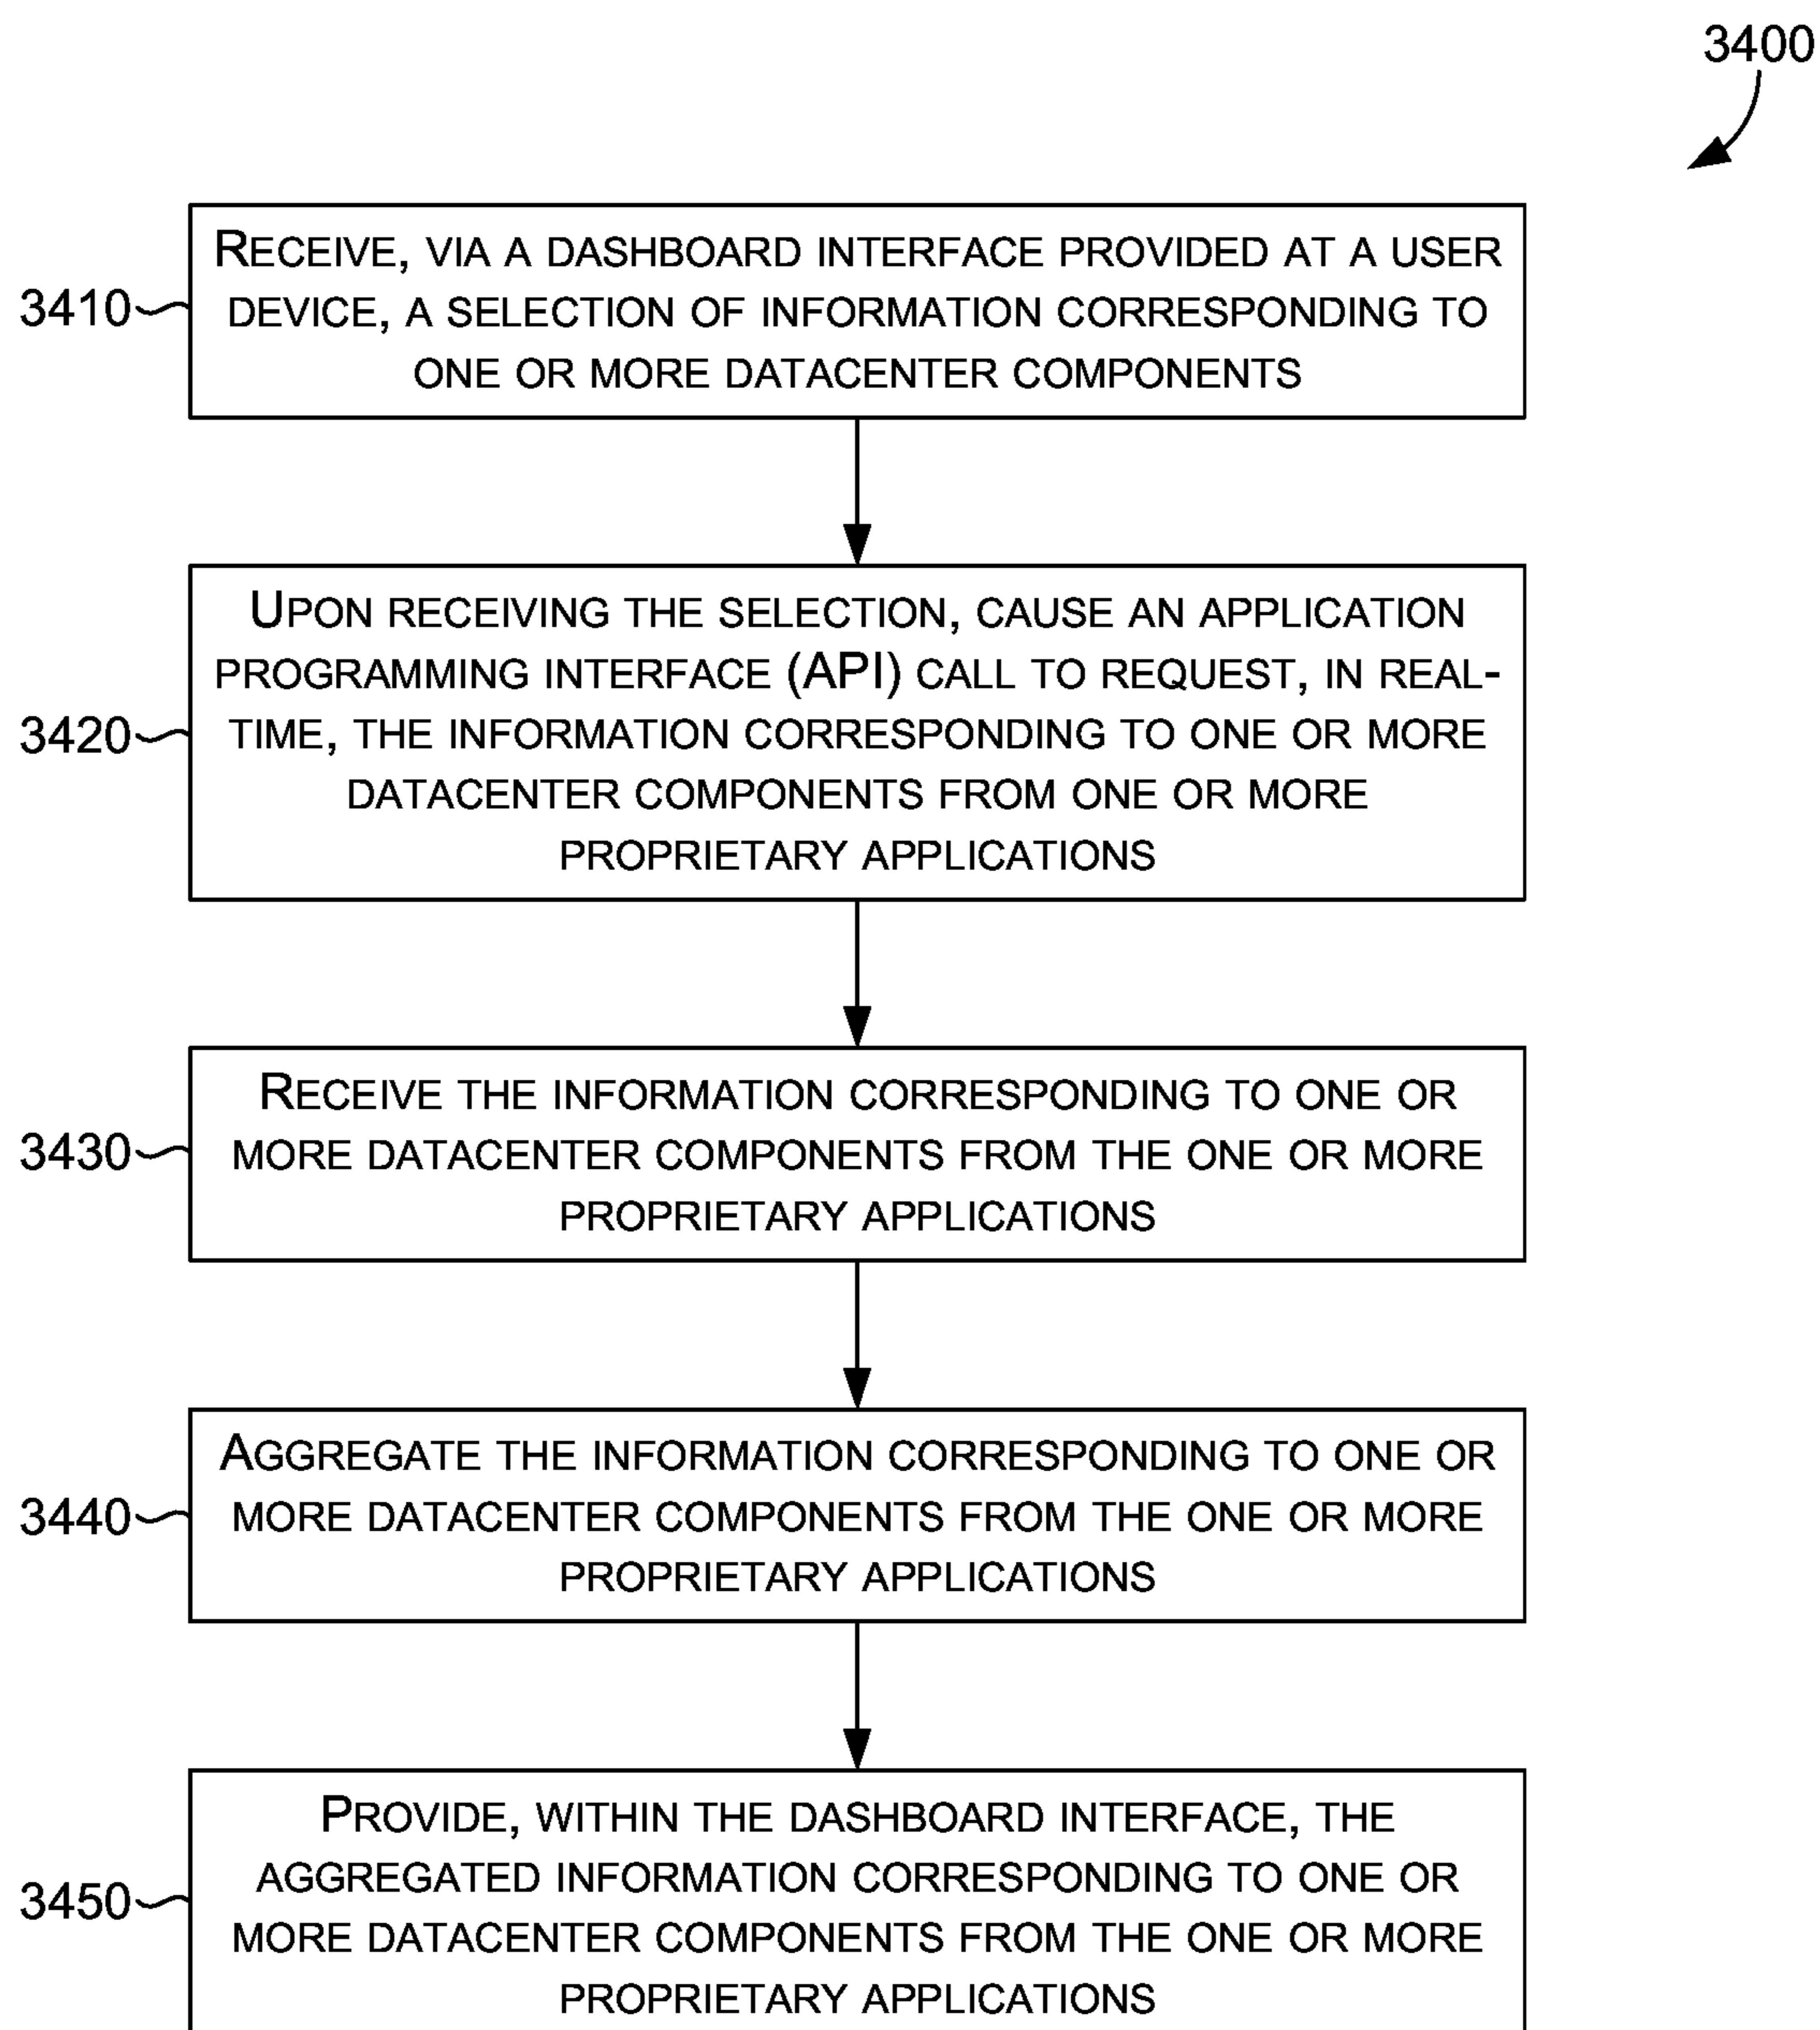 3400
RECEIVE, VIA A DASHBOARD INTERFACE PROVIDED AT A USER
DEVICE, A SELECTION OF INFORMATION CORRESPONDING TO
ONE OR MORE DATACENTER COMPONENTS
3410
UPON RECEIVING THE SELECTION, CAUSE AN APPLICATION
PROGRAMMING INTERFACE (API) CALL TO REQUEST, IN REAL-
TIME, THE INFORMATION CORRESPONDING TO ONE OR MORE
DATACENTER COMPONENTS FROM ONE OR MORE
PROPRIETARY APPLICATIONS
3420
RECEIVE THE INFORMATION CORRESPONDING TO ONE OR
MORE DATACENTER COMPONENTS FROM THE ONE OR MORE
PROPRIETARY APPLICATIONS
3430
AGGREGATE THE INFORMATION CORRESPONDING TO ONE OR
MORE DATACENTER COMPONENTS FROM THE ONE OR MORE
PROPRIETARY APPLICATIONS
3440
PROVIDE, WITHIN THE DASHBOARD INTERFACE, THE
AGGREGATED INFORMATION CORRESPONDING TO ONE OR
MORE DATACENTER COMPONENTS FROM THE ONE OR MORE
PROPRIETARY APPLICATIONS
3450